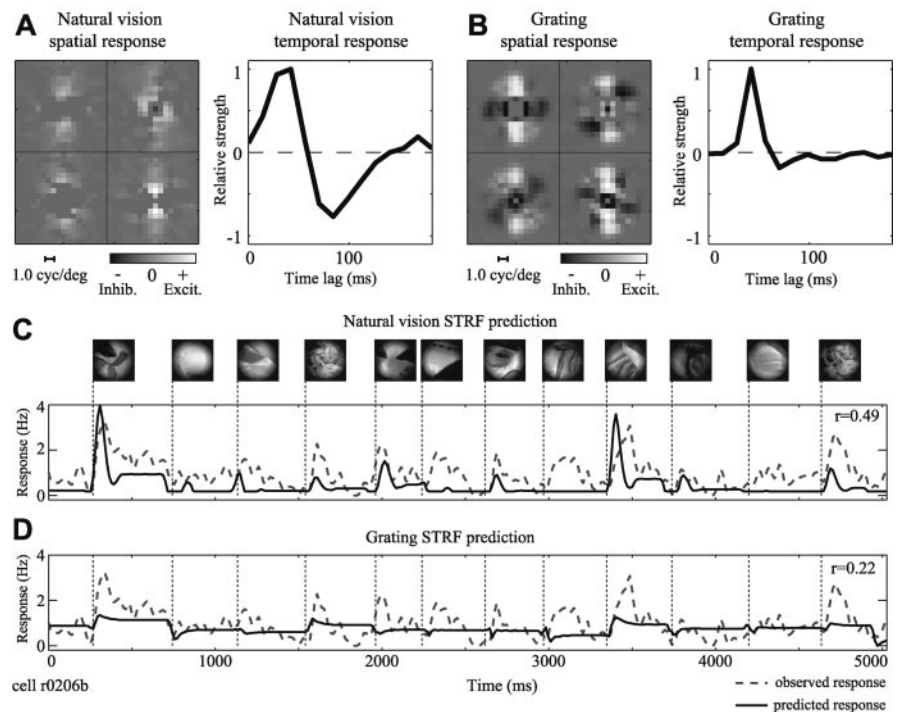 A
Natural vision
spatial response
Natural vision
temporal response
1
0
-1
Relative strength
100
Time lag (ms)
1.0 cyc/deg
- 0 +
Inhib. Excit.
B
Grating
spatial response
Grating
temporal response
1
0
-1
Relative strength
100
Time lag (ms)
1.0 cyc/deg
- 0 +
Inhib. Excit.
C
Natural vision STRF prediction
4
2
0
Response (Hz)
r=0.49
D
Grating STRF prediction
4
2
0
Response (Hz)
r=0.22
0 1000 2000 3000 4000 5000
Time (ms)
cell r0206b
observed response
predicted response